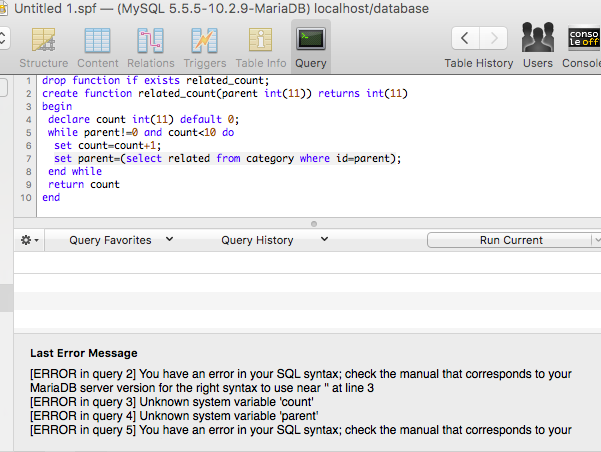 Untitled 1.spf — (MySQL 5.5.5-10.2.9-MariaDB) localhost/database
conso
le off
Structure Content Relations Triggers Table Info Query Table History Users Console
1 drop function if exists related_count;
2 create function related_count(parent int(11)) returns int(11)
3 begin
4 declare count int(11) default 0;
5 while parent!=0 and count<10 do
6 set count=count+1;
7 set parent=(select related from category where id=parent);
8 end while
9 return count
10 end
Query Favorites Query History Run Current
Last Error Message
[ERROR in query 2] You have an error in your SQL syntax; check the manual that corresponds to your
MariaDB server version for the right syntax to use near '' at line 3
[ERROR in query 3] Unknown system variable 'count'
[ERROR in query 4] Unknown system variable 'parent'
[ERROR in query 5] You have an error in your SQL syntax; check the manual that corresponds to your